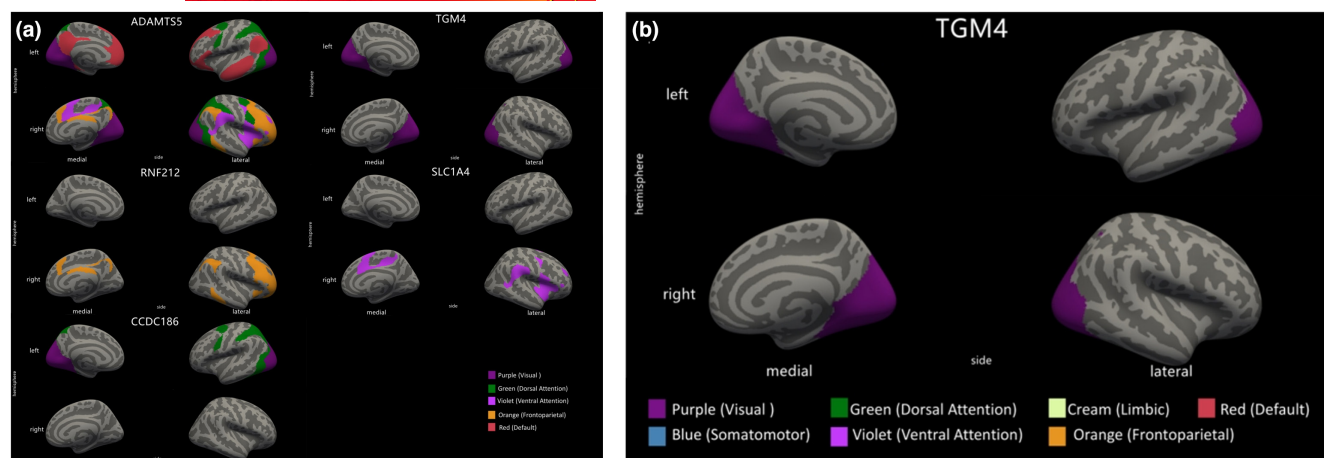 (a)
ADAMTS5
TGM4
left
left
hemisphere
hemisphere
right
right
medial
side
lateral
medial
side
lateral
RNF212
SLC1A4
left
left
hemisphere
hemisphere
right
right
medial
side
lateral
medial
side
lateral
CCDC186
left
hemisphere
right
Purple (Visual )
Green (Dorsal Attention)
Violet (Ventral Attention)
Orange (Frontoparietal)
Red (Default)
(b)
TGM4
left
hemisphere
right
medial
side
lateral
Purple (Visual )
Green (Dorsal Attention)
Cream (Limbic)
Red (Default)
Blue (Somatomotor)
Violet (Ventral Attention)
Orange (Frontoparietal)